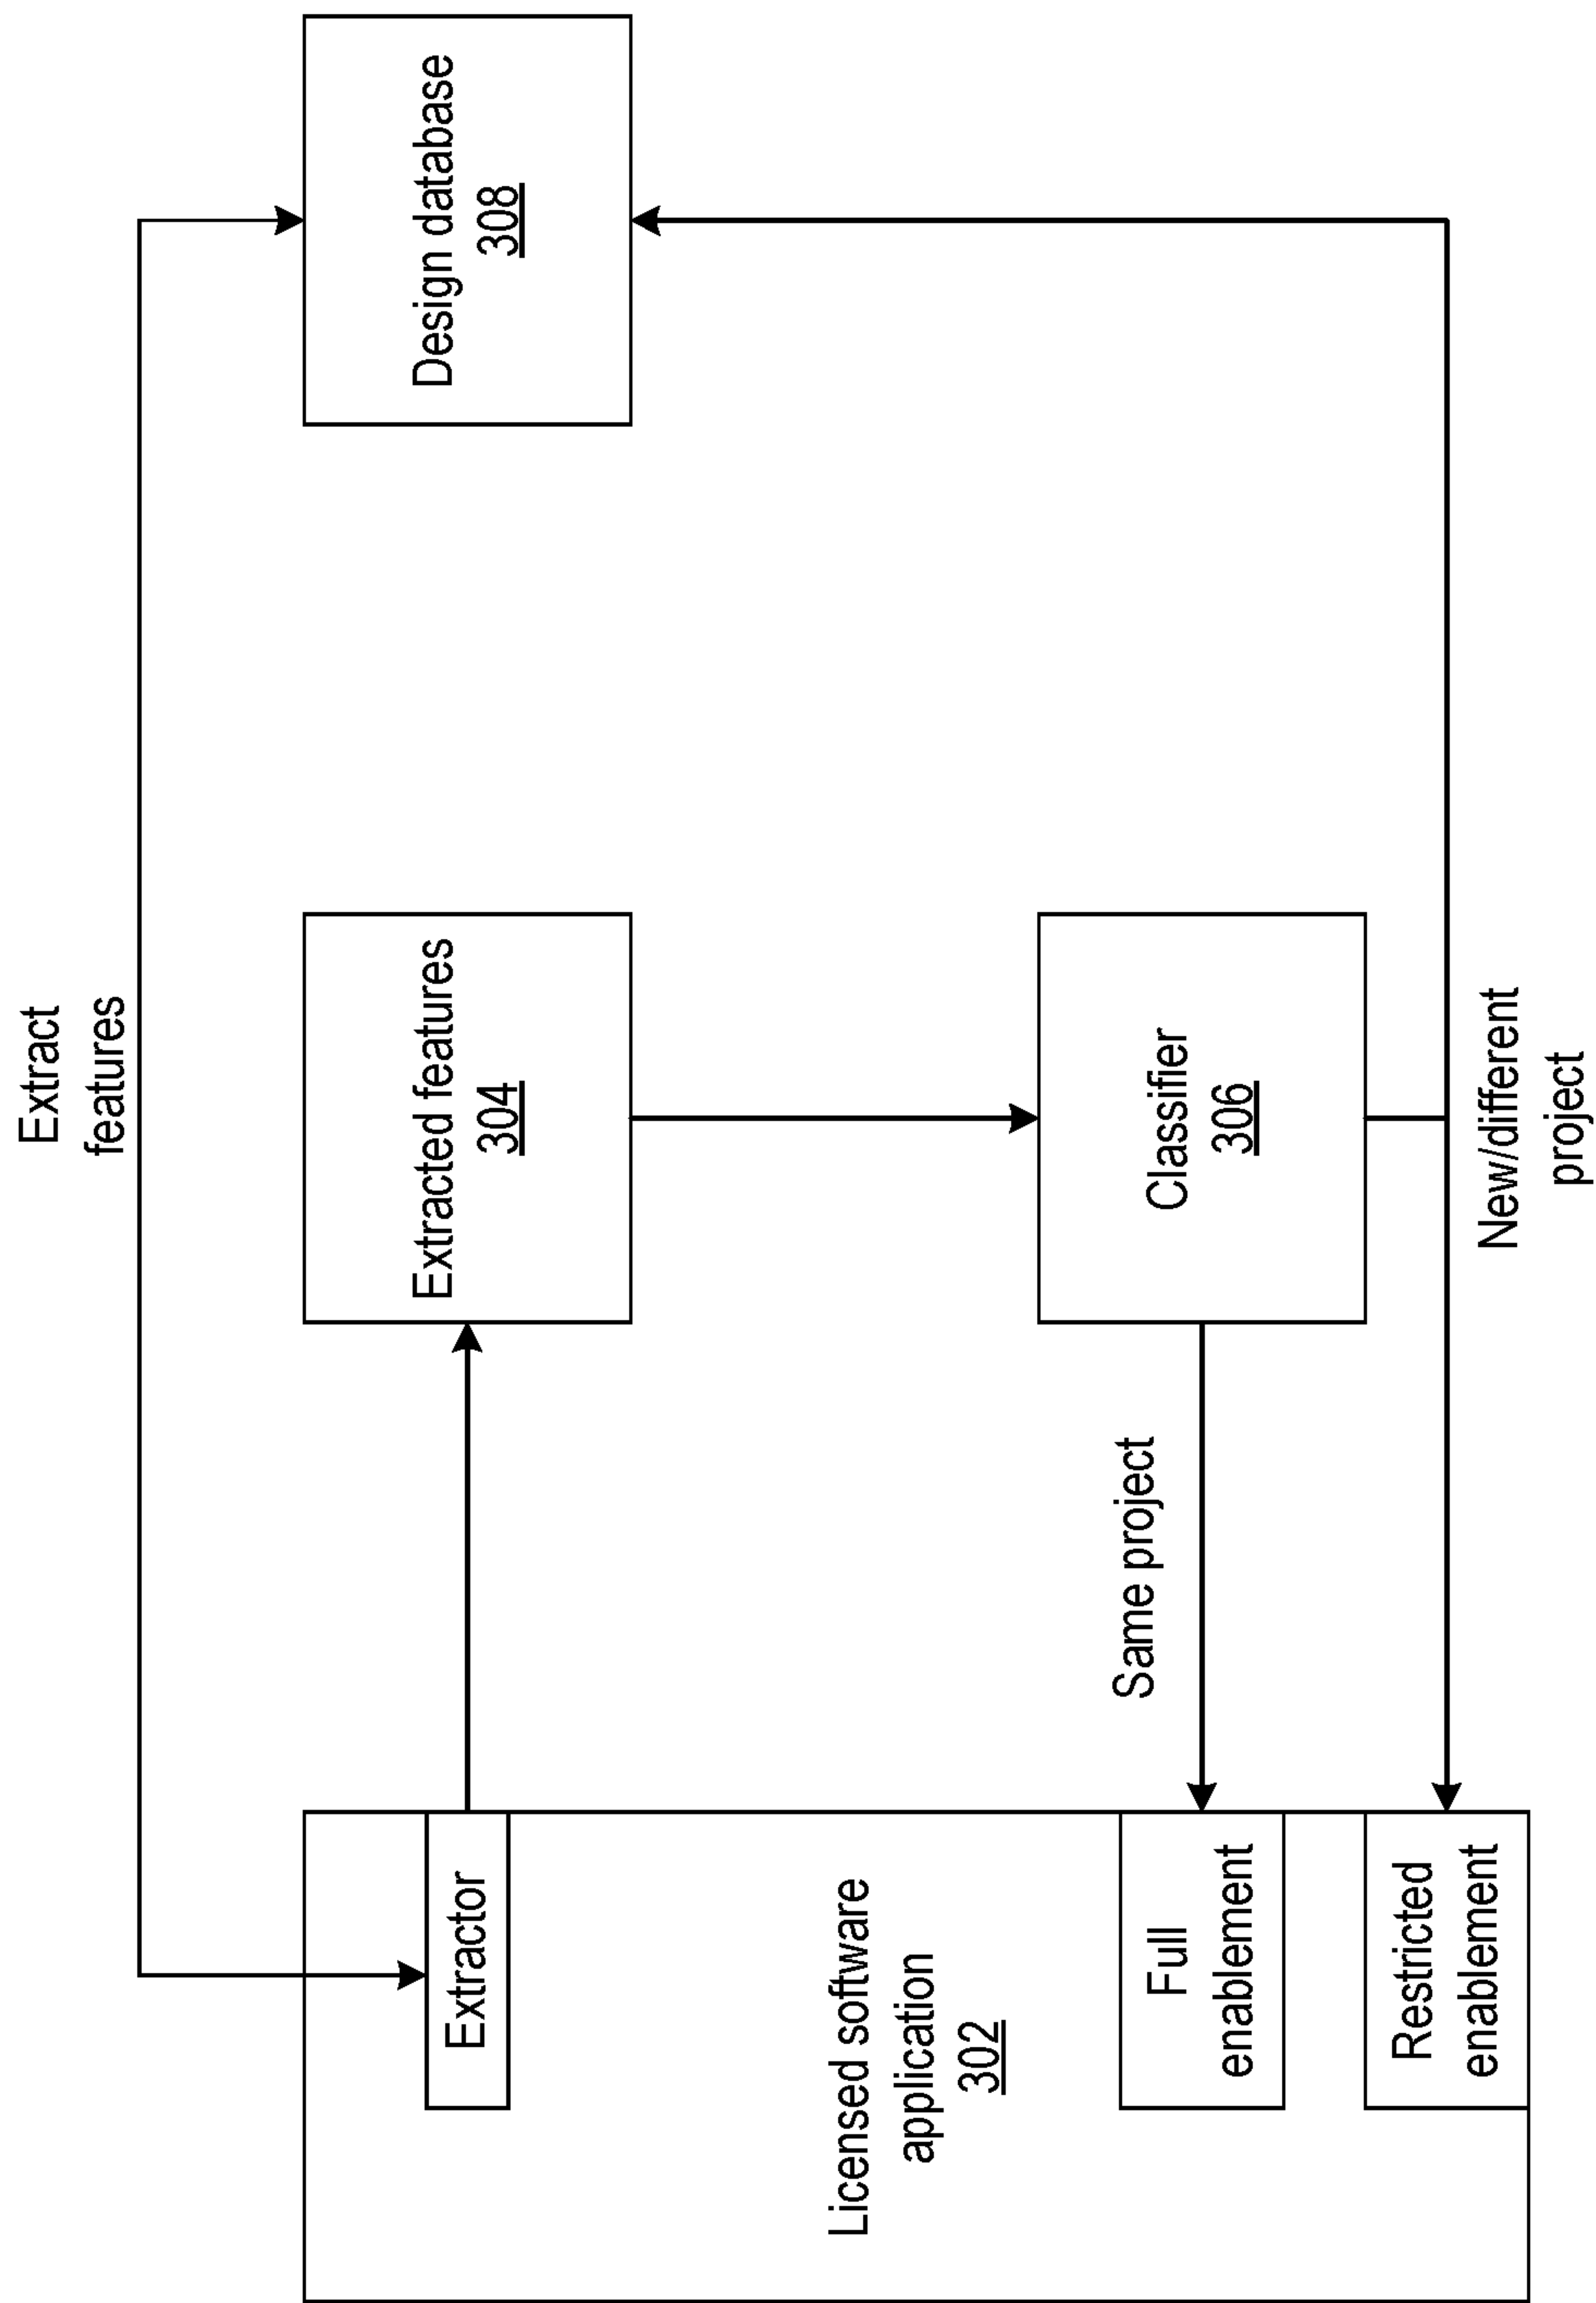 Extract
features
Extractor
Extracted features
304
Design database
308
Licensed software
application
302
Same project
Classifier
306
Full
enablement
Restricted
enablement
New/different
project